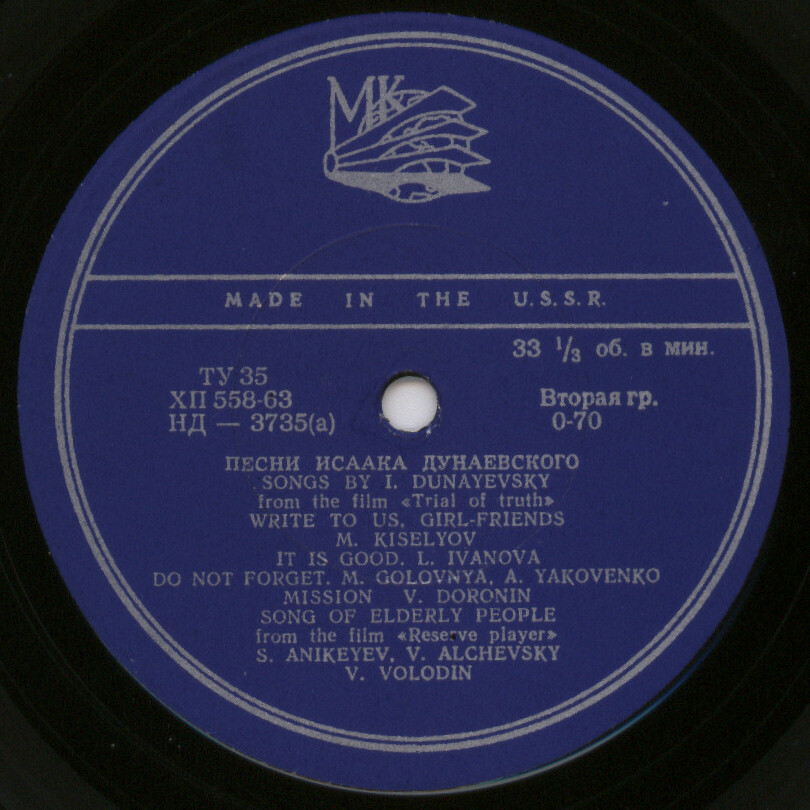 МК
MADE IN THE U.S.S.R.
33 ⅓ об. в мин.
ТУ 35
ХП 558-63
НД — 3735(а)
Вторая гр.
0-70
ПЕСНИ ИСААКА ДУНАЕВСКОГО
SONGS BY I. DUNAYEVSKY
from the film «Trial of truth»
WRITE TO US, GIRL-FRIENDS
M. KISELYOV
IT IS GOOD. L. IVANOVA
DO NOT FORGET. M. GOLOVNYA, A. YAKOVENKO
MISSION V. DORONIN
SONG OF ELDERLY PEOPLE
from the film «Reserve player»
S. ANIKEYEV, V. ALCHEVSKY
V. VOLODIN